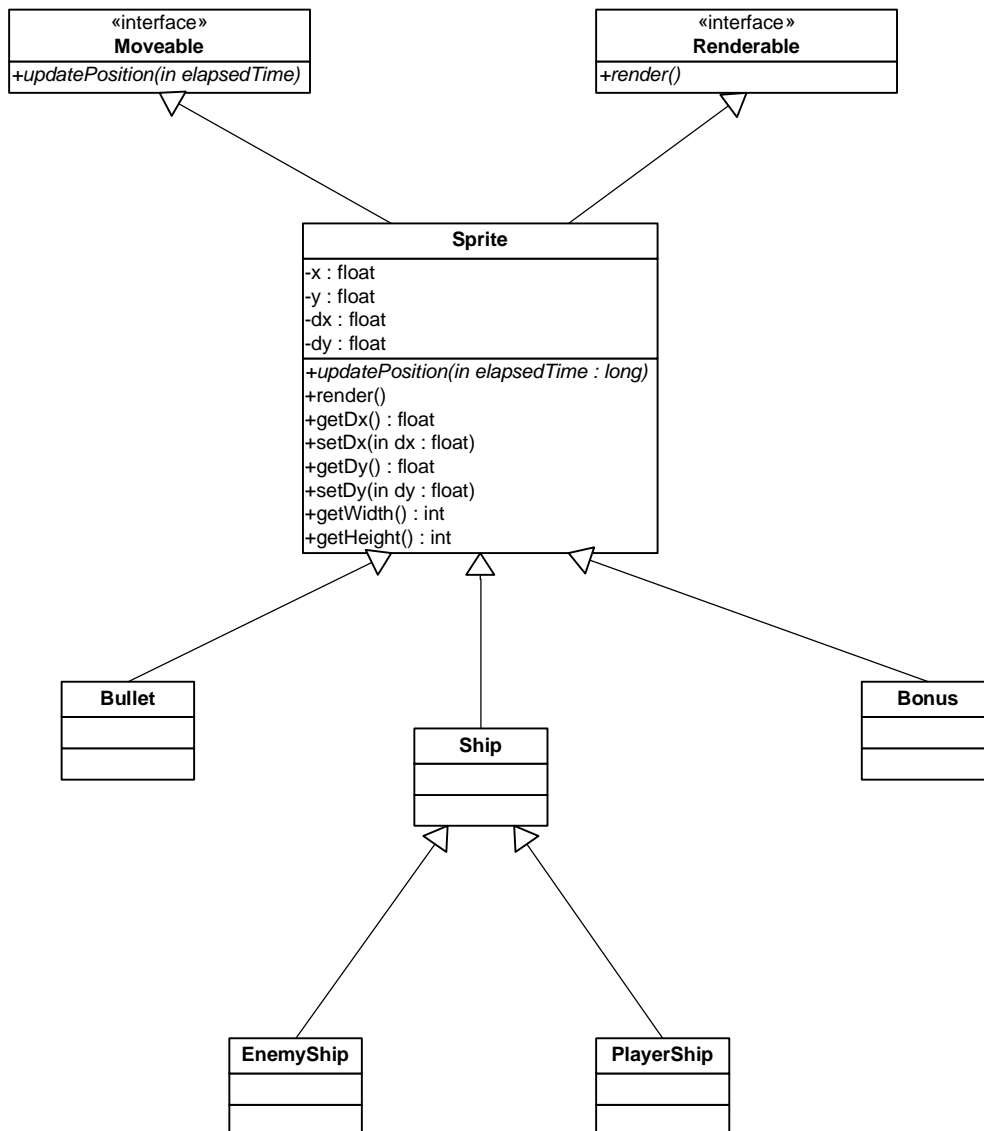 «interface»
Moveable
+updatePosition(in elapsedTime)
«interface»
Renderable
+render()
Sprite
-x : float
-y : float
-dx : float
-dy : float
+updatePosition(in elapsedTime : long)
+render()
+getDx() : float
+setDx(in dx : float)
+getDy() : float
+setDy(in dy : float)
+getWidth() : int
+getHeight() : int
Bullet
Ship
Bonus
EnemyShip
PlayerShip